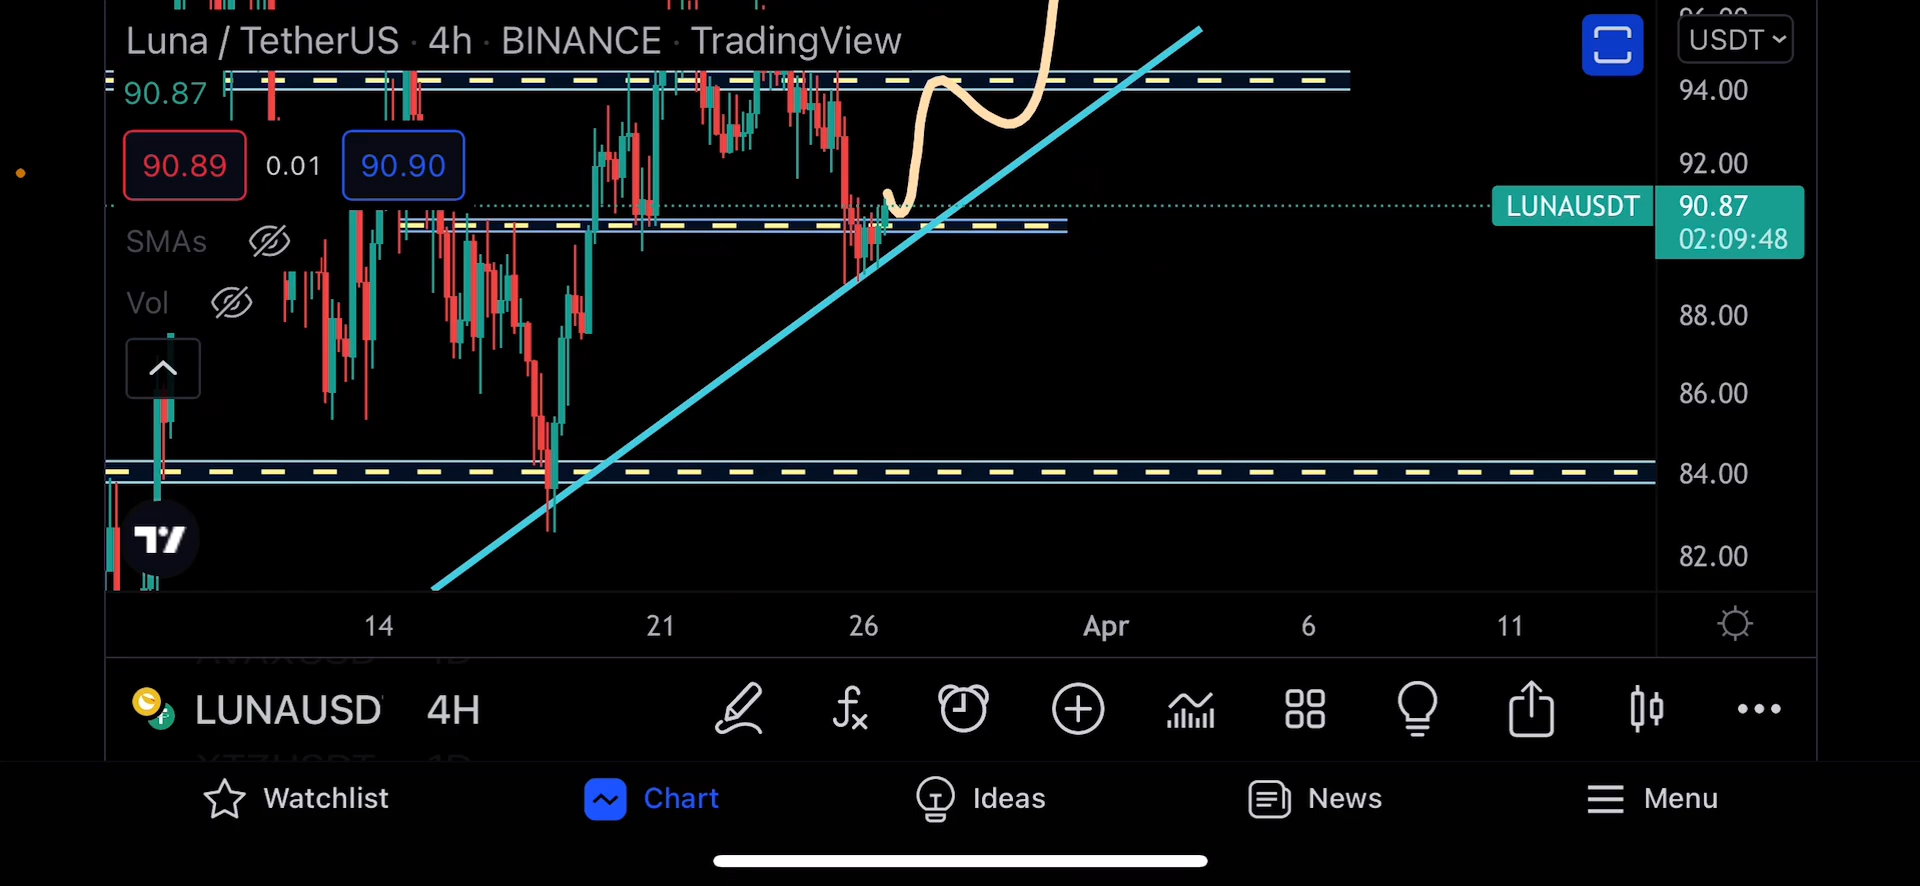 Luna / TetherUS · 4h · BINANCE · TradingView
USDT
90.87
94.00
90.89
0.01
90.90
92.00
LUNAUSDT
90.87
02:09:48
SMAs
Vol
88.00
86.00
84.00
82.00
14
21
26
Apr
6
11
LUNAUSD
4H
Watchlist
Chart
Ideas
News
Menu